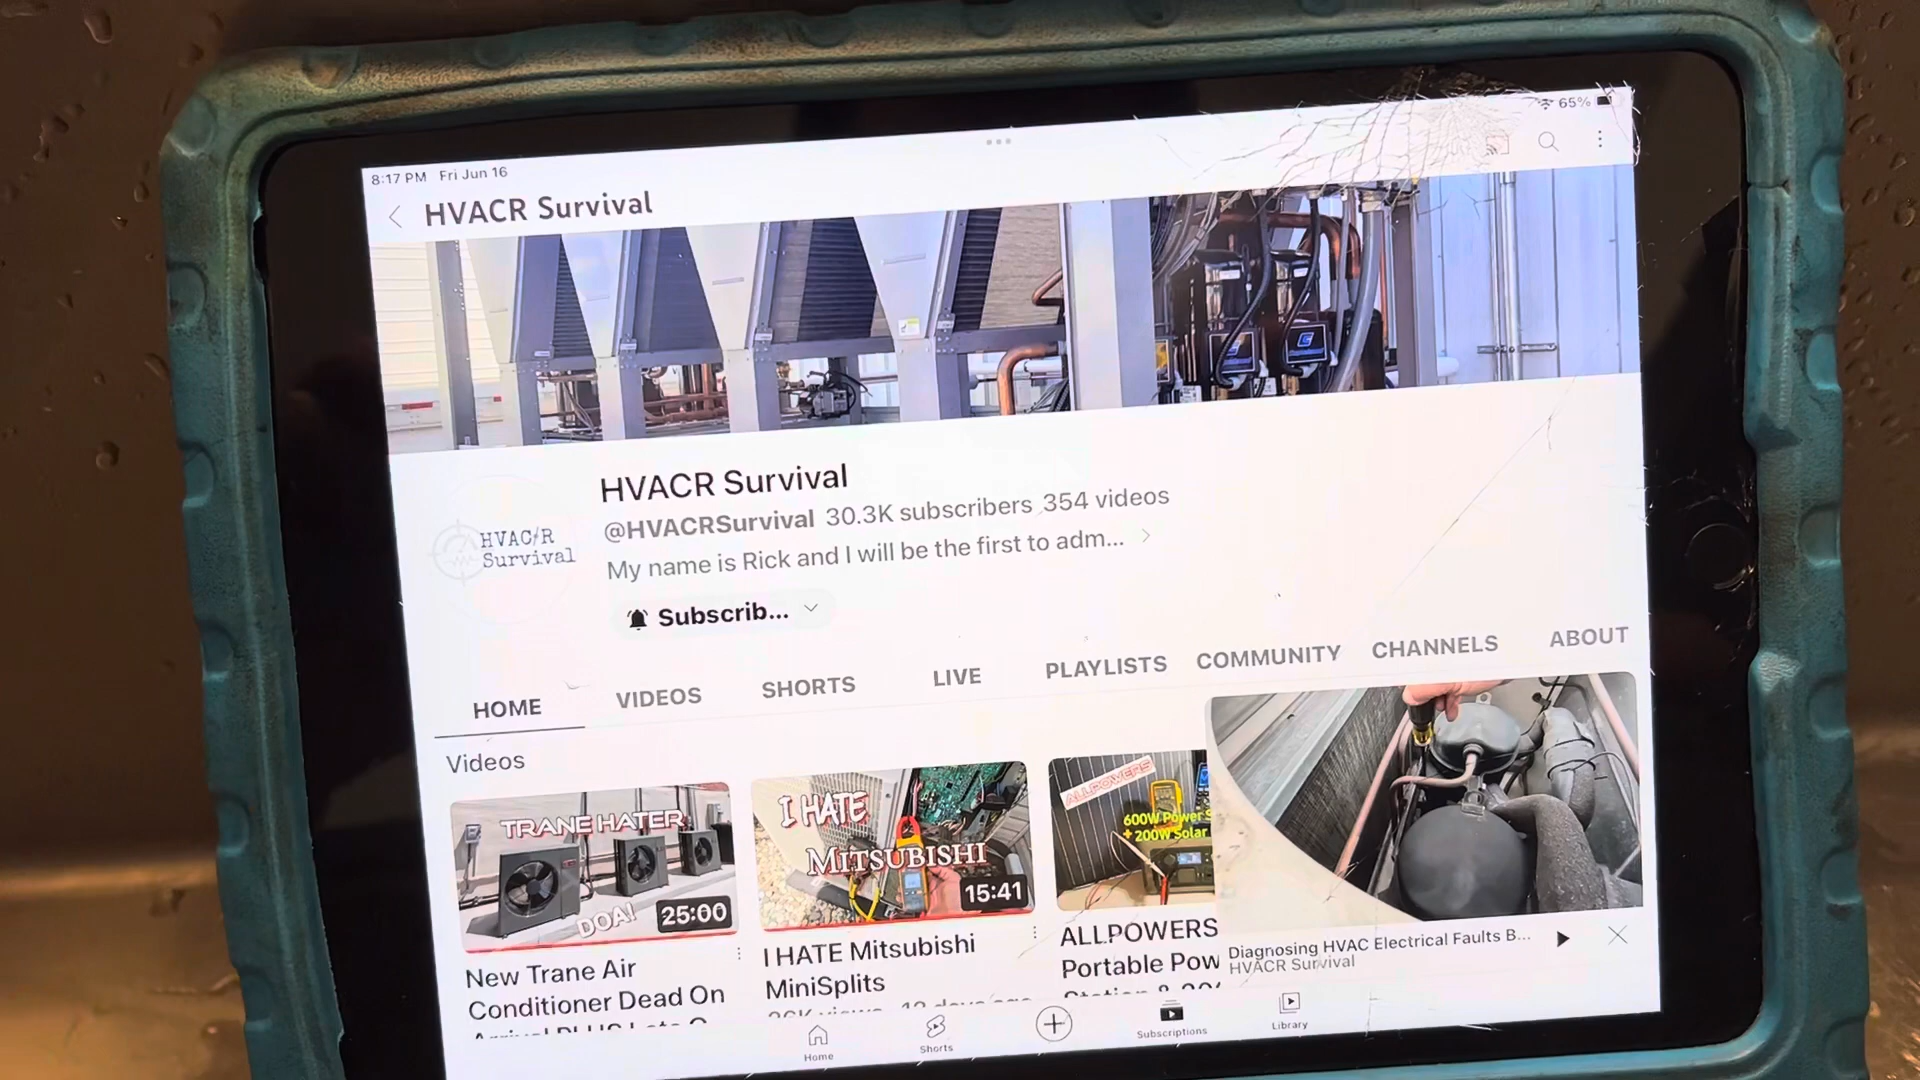 8:17 PM Fri Jun 16
65%
HVACR Survival
HVACR Survival
@HVACRSurvival 30.3K subscribers 354 videos
My name is Rick and I will be the first to adm...
HVAC/R
Survival
Subscrib...
HOME VIDEOS SHORTS LIVE PLAYLISTS COMMUNITY CHANNELS ABOUT
Videos
TRANE HATER
DOA!
25:00
I HATE
MITSUBISHI
15:41
ALLPOWERS
600W Power S
+ 200W Solar
New Trane Air
Conditioner Dead On
I HATE Mitsubishi
MiniSplits
ALLPOWERS
Portable Pow
Diagnosing HVAC Electrical Faults B...
HVACR Survival
Home
Shorts
Subscriptions
Library